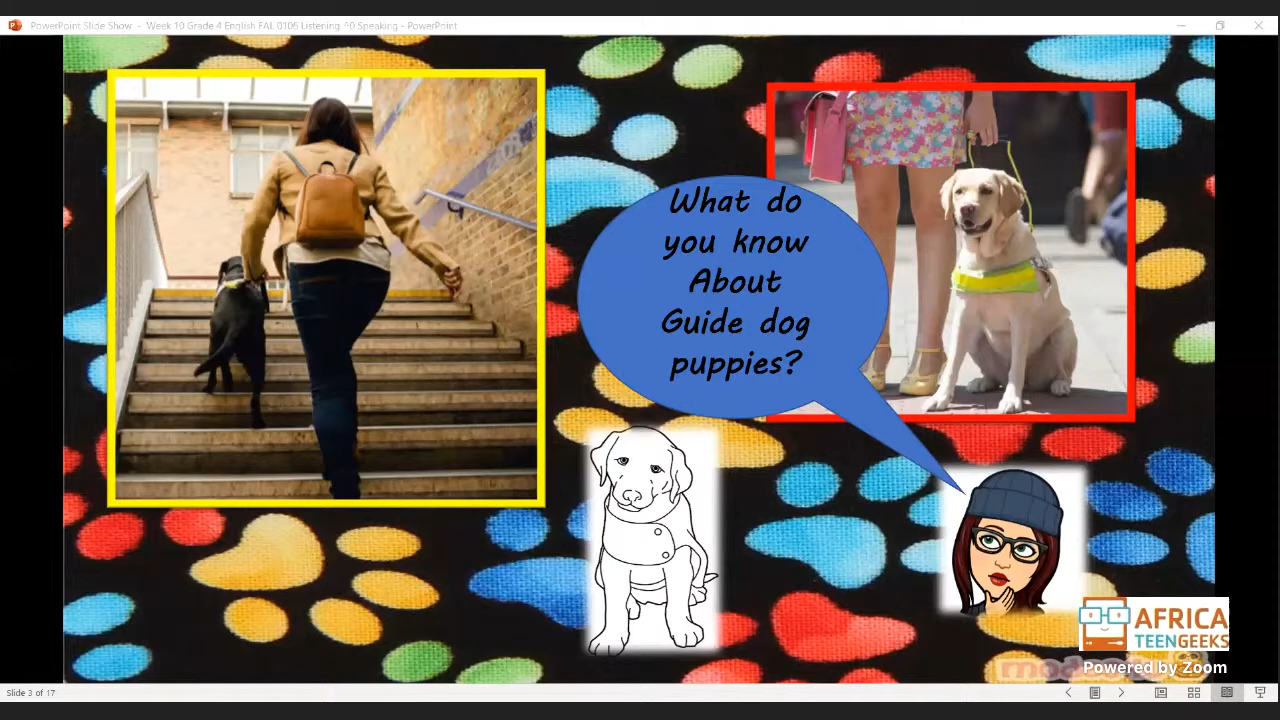 PowerPoint Slide Show - Week 10 Grade 4 English FAL 0106 Listening ^0 Speaking - PowerPoint
What do
you know
About
Guide dog
puppies?
AFRICA
TEENGEEKS
Powered by Zoom
Slide 3 of 17